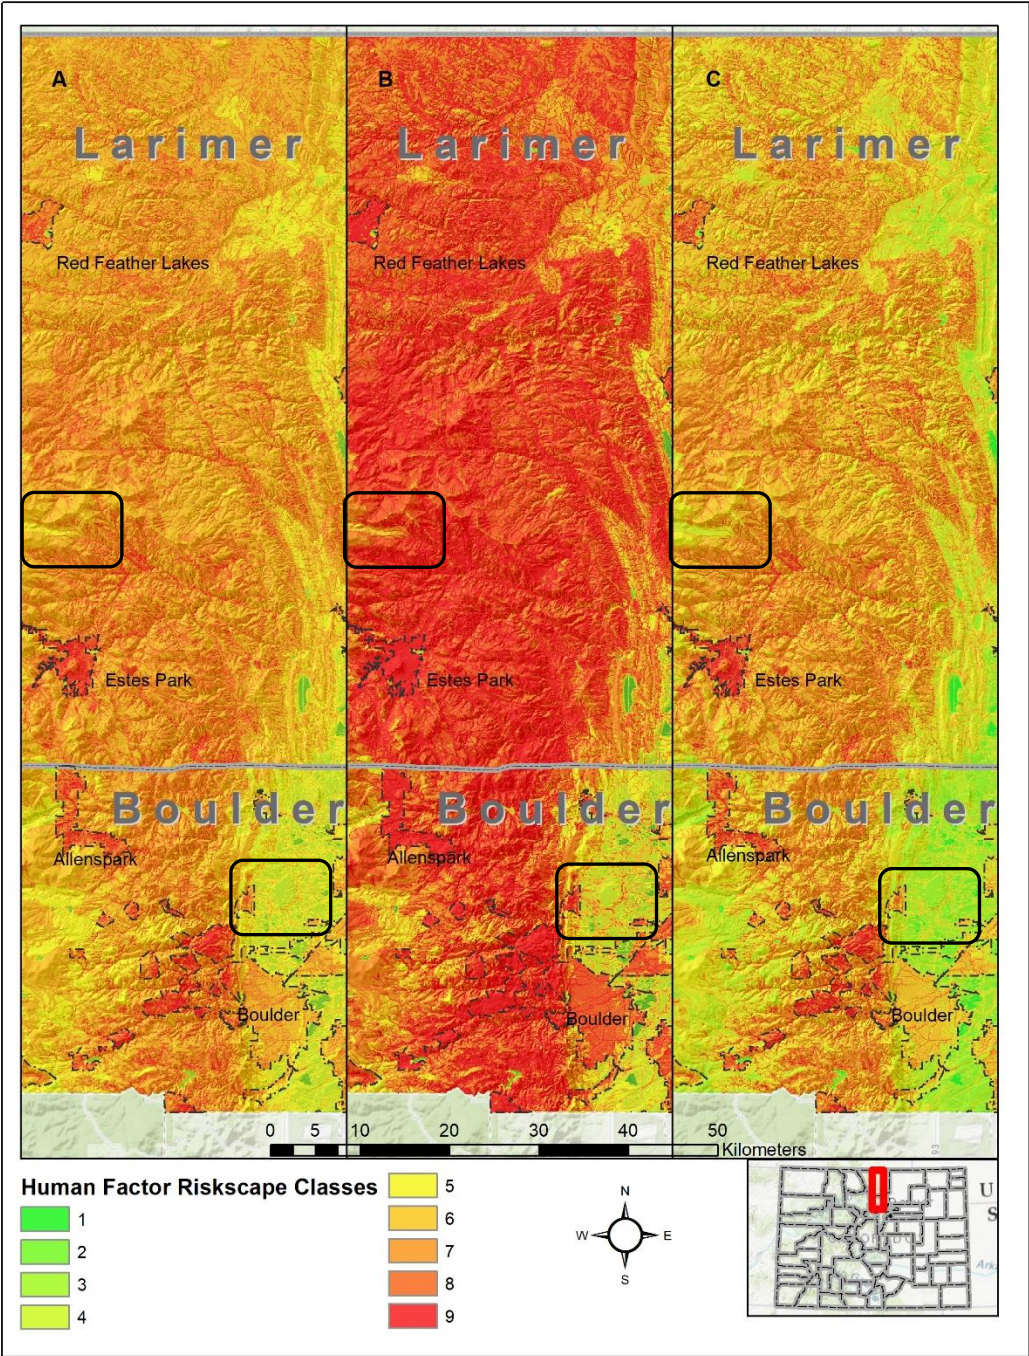 A B C
Larimer Larimer Larimer
Red Feather Lakes Red Feather Lakes Red Feather Lakes
Estes Park Estes Park Estes Park
Boulder Boulder Boulder
Allenspark Allenspark Allenspark
Boulder Boulder Boulder
0 5 10 20 30 40 50
Kilometers
93
Human Factor Riskscape Classes
1
2
3
4
5
6
7
8
9
N
W E
S
U
S